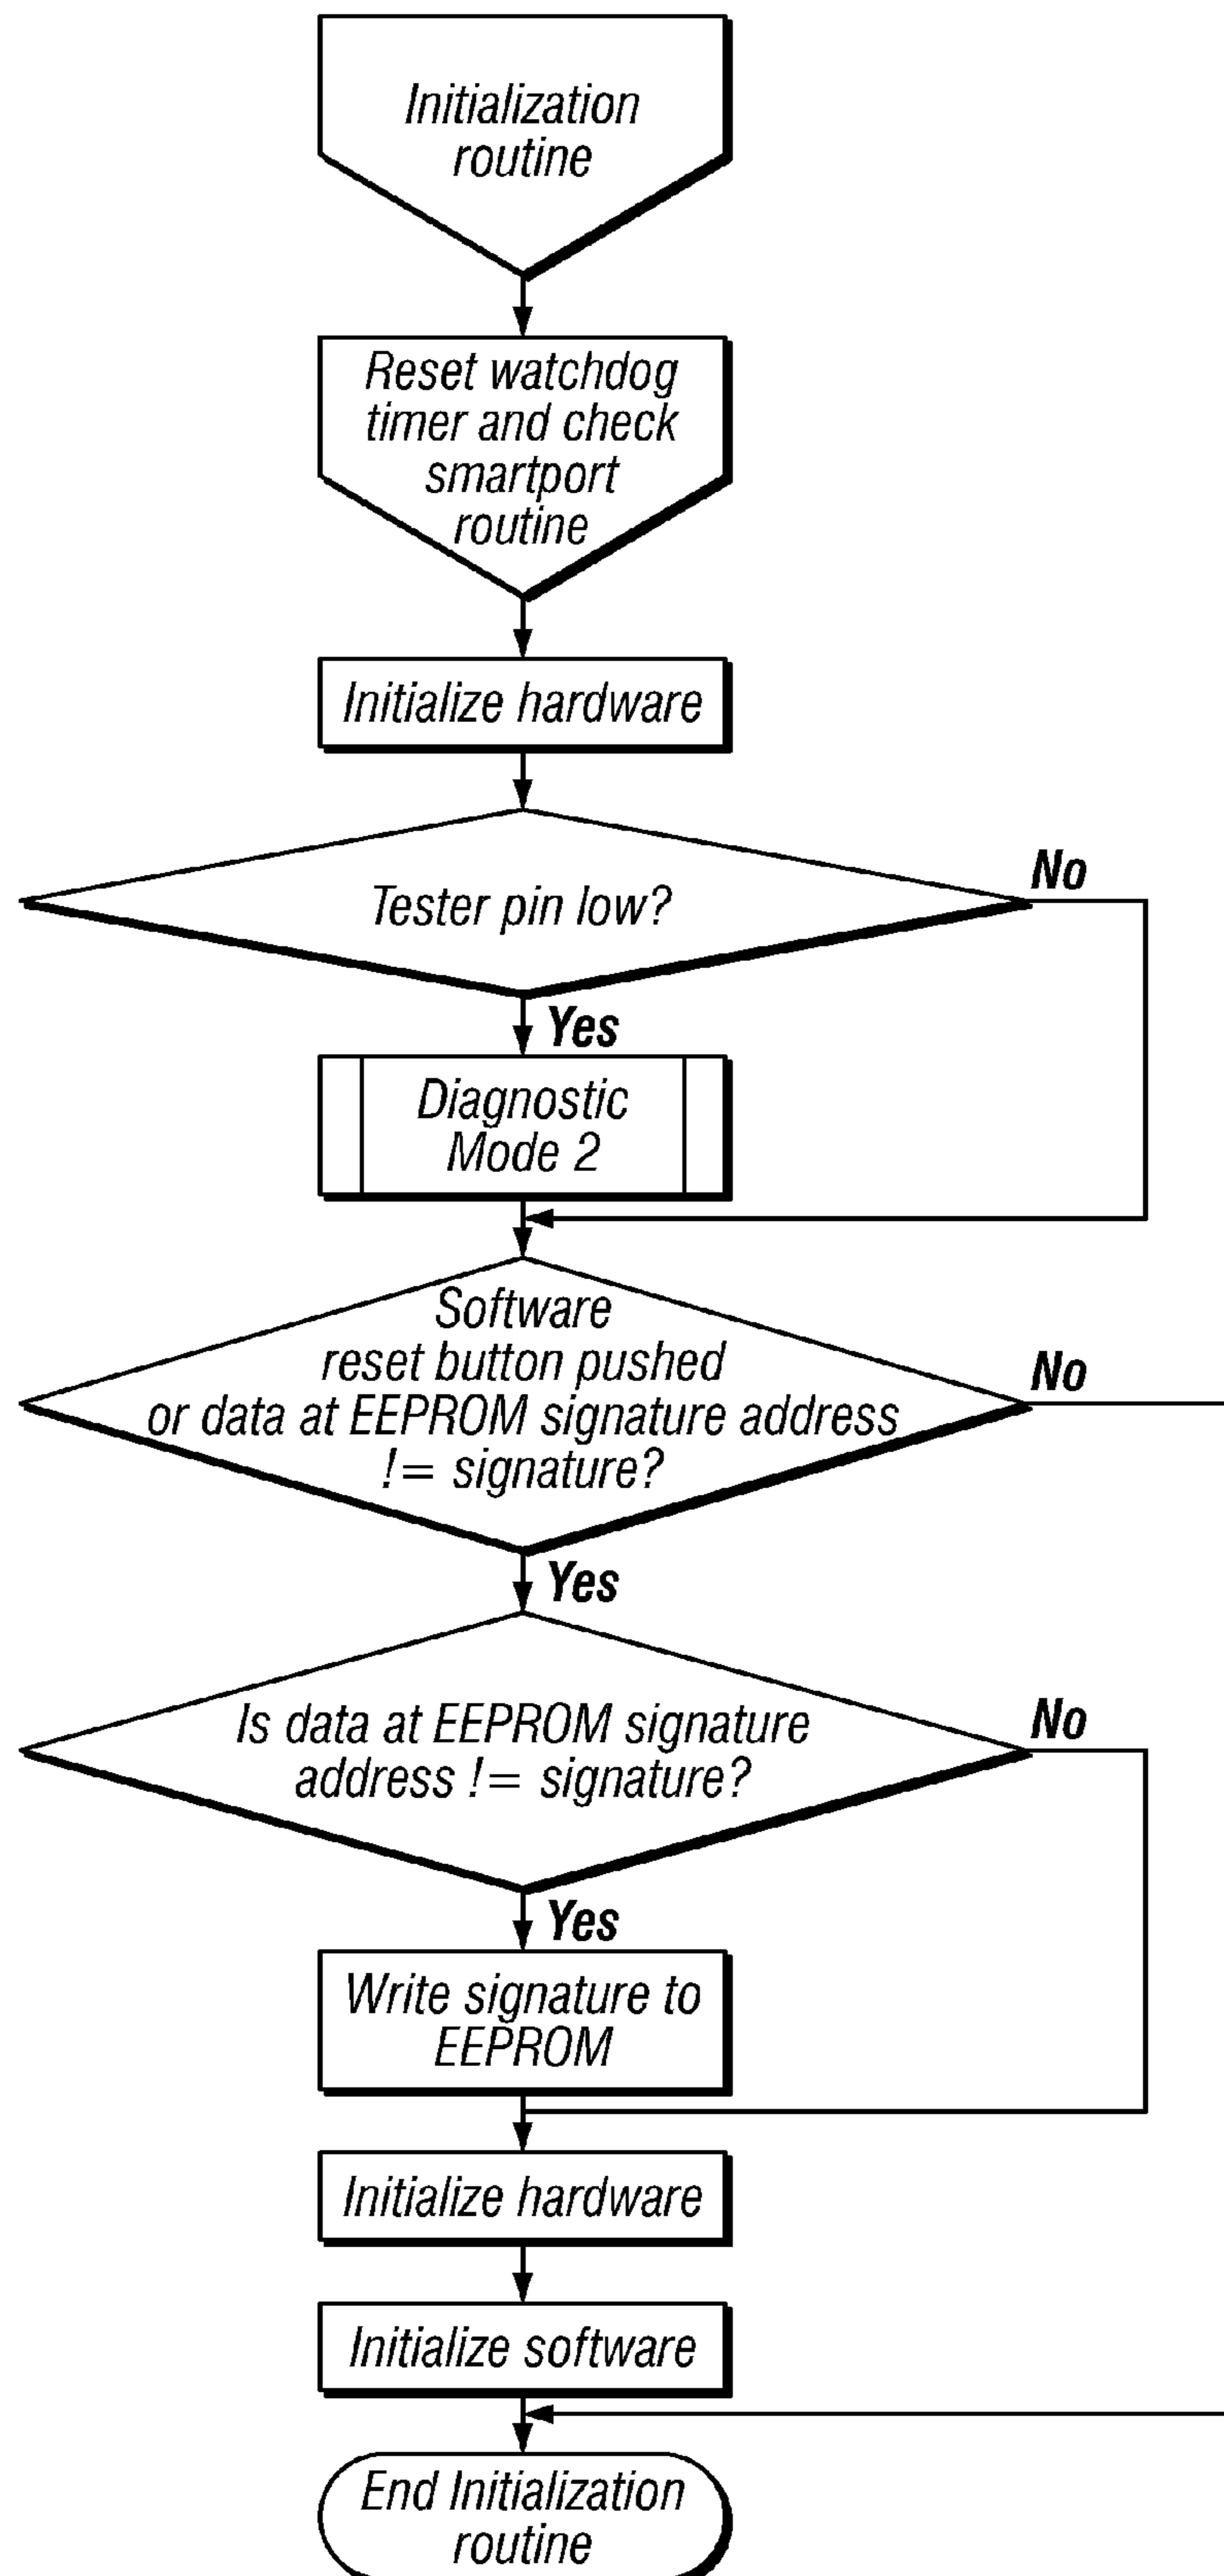 Initialization
routine
Reset watchdog
timer and check
smartport
routine
Initialize hardware
Tester pin low?
No
Yes
Diagnostic
Mode 2
Software
reset button pushed
or data at EEPROM signature address
!= signature?
No
Yes
Is data at EEPROM signature
address != signature?
No
Yes
Write signature to
EEPROM
Initialize hardware
Initialize software
End Initialization
routine